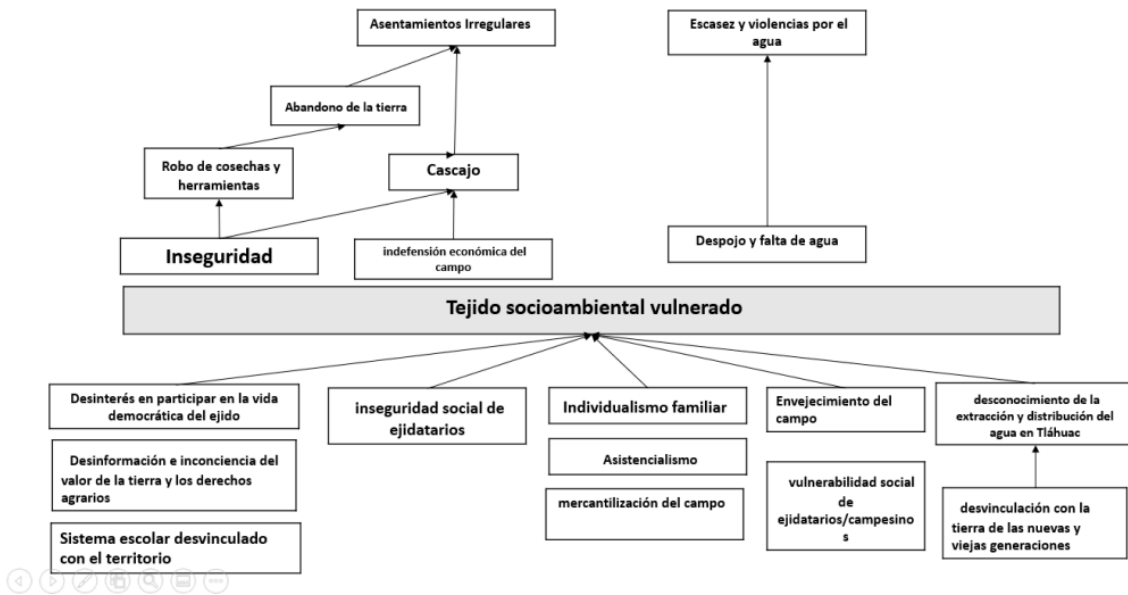 Asentamientos Irregulares
Escasez y violencias por el
agua
Abandono de la tierra
Robo de cosechas y
herramientas
Cascajo
Inseguridad
indefensión económica del
campo
Despojo y falta de agua
Tejido socioambiental vulnerado
Desinterés en participar en la vida
democrática del ejido
inseguridad social de
ejidatarios
Individualismo familiar
Envejecimiento del
campo
desconocimiento de la
extracción y distribución del
agua en Tláhuac
Desinformación e inconciencia del
valor de la tierra y los derechos
agrarios
Asistencialismo
mercantilización del campo
vulnerabilidad social
de
ejidatarios/campesino
s
desvinculación con la
tierra de las nuevas y
viejas generaciones
Sistema escolar desvinculado
con el territorio